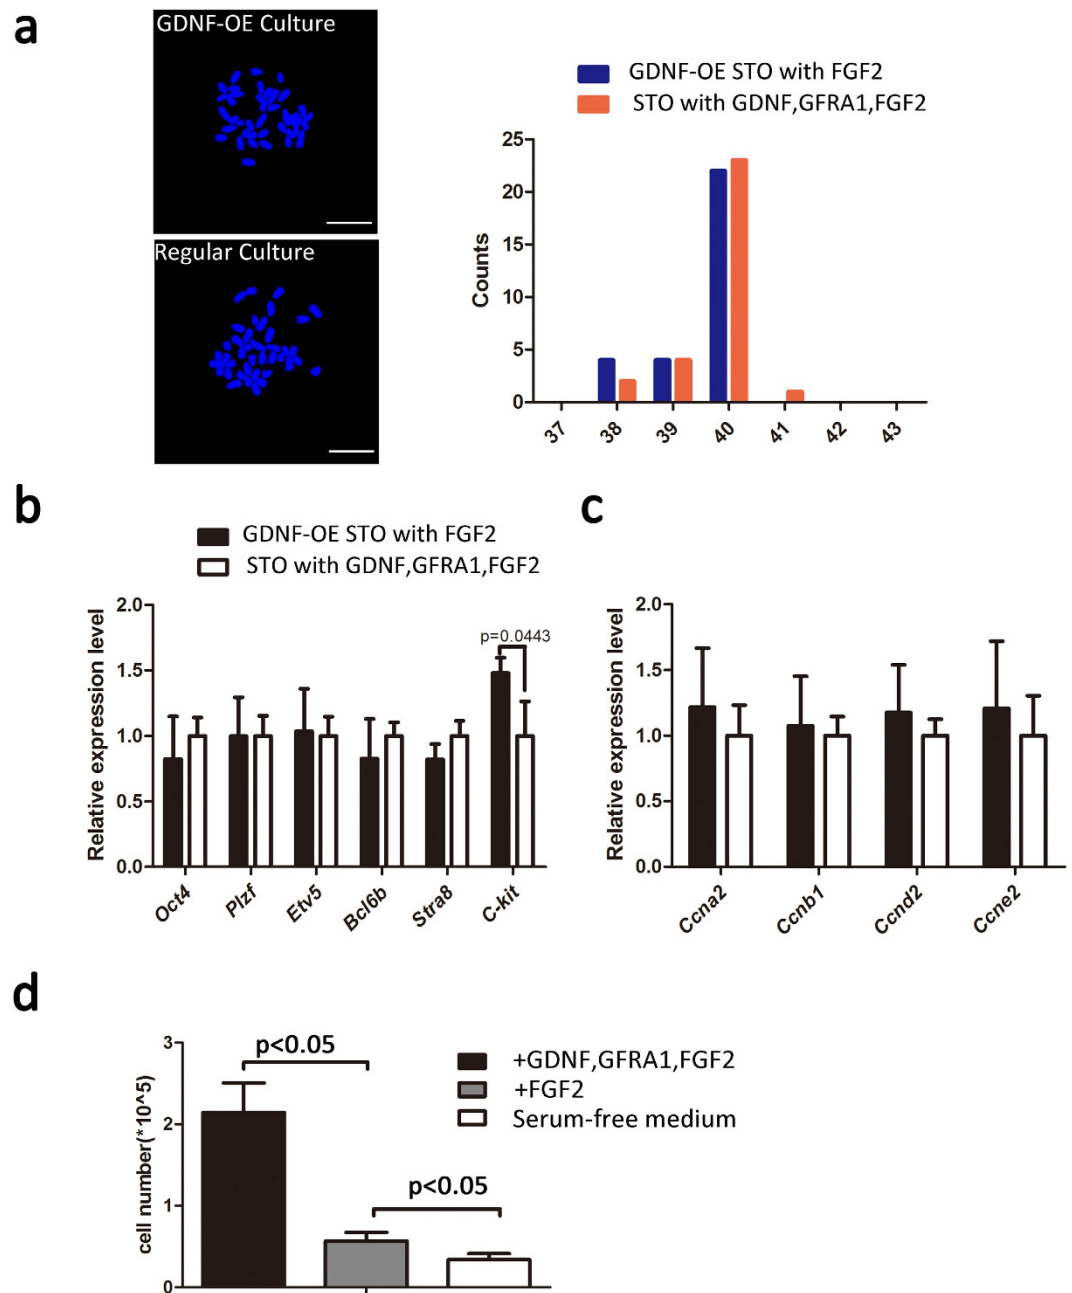 a
GDNF-OE Culture
Regular Culture
GDNF-OE STO with FGF2
STO with GDNF,GFRA1,FGF2
Counts
25
20
15
10
5
0
37 38 39 40 41 42 43
b
GDNF-OE STO with FGF2
STO with GDNF,GFRA1,FGF2
Relative expression level
2.0
1.5
1.0
0.5
0.0
p=0.0443
Oct4 Plzf Etv5 Bcl6b Stra8 C-kit
c
Relative expression level
2.0
1.5
1.0
0.5
0.0
Ccna2 Ccnb1 Ccnd2 Ccne2
d
cell number(*10^5)
3
2
1
0
p<0.05
p<0.05
+GDNF,GFRA1,FGF2
+FGF2
Serum-free medium